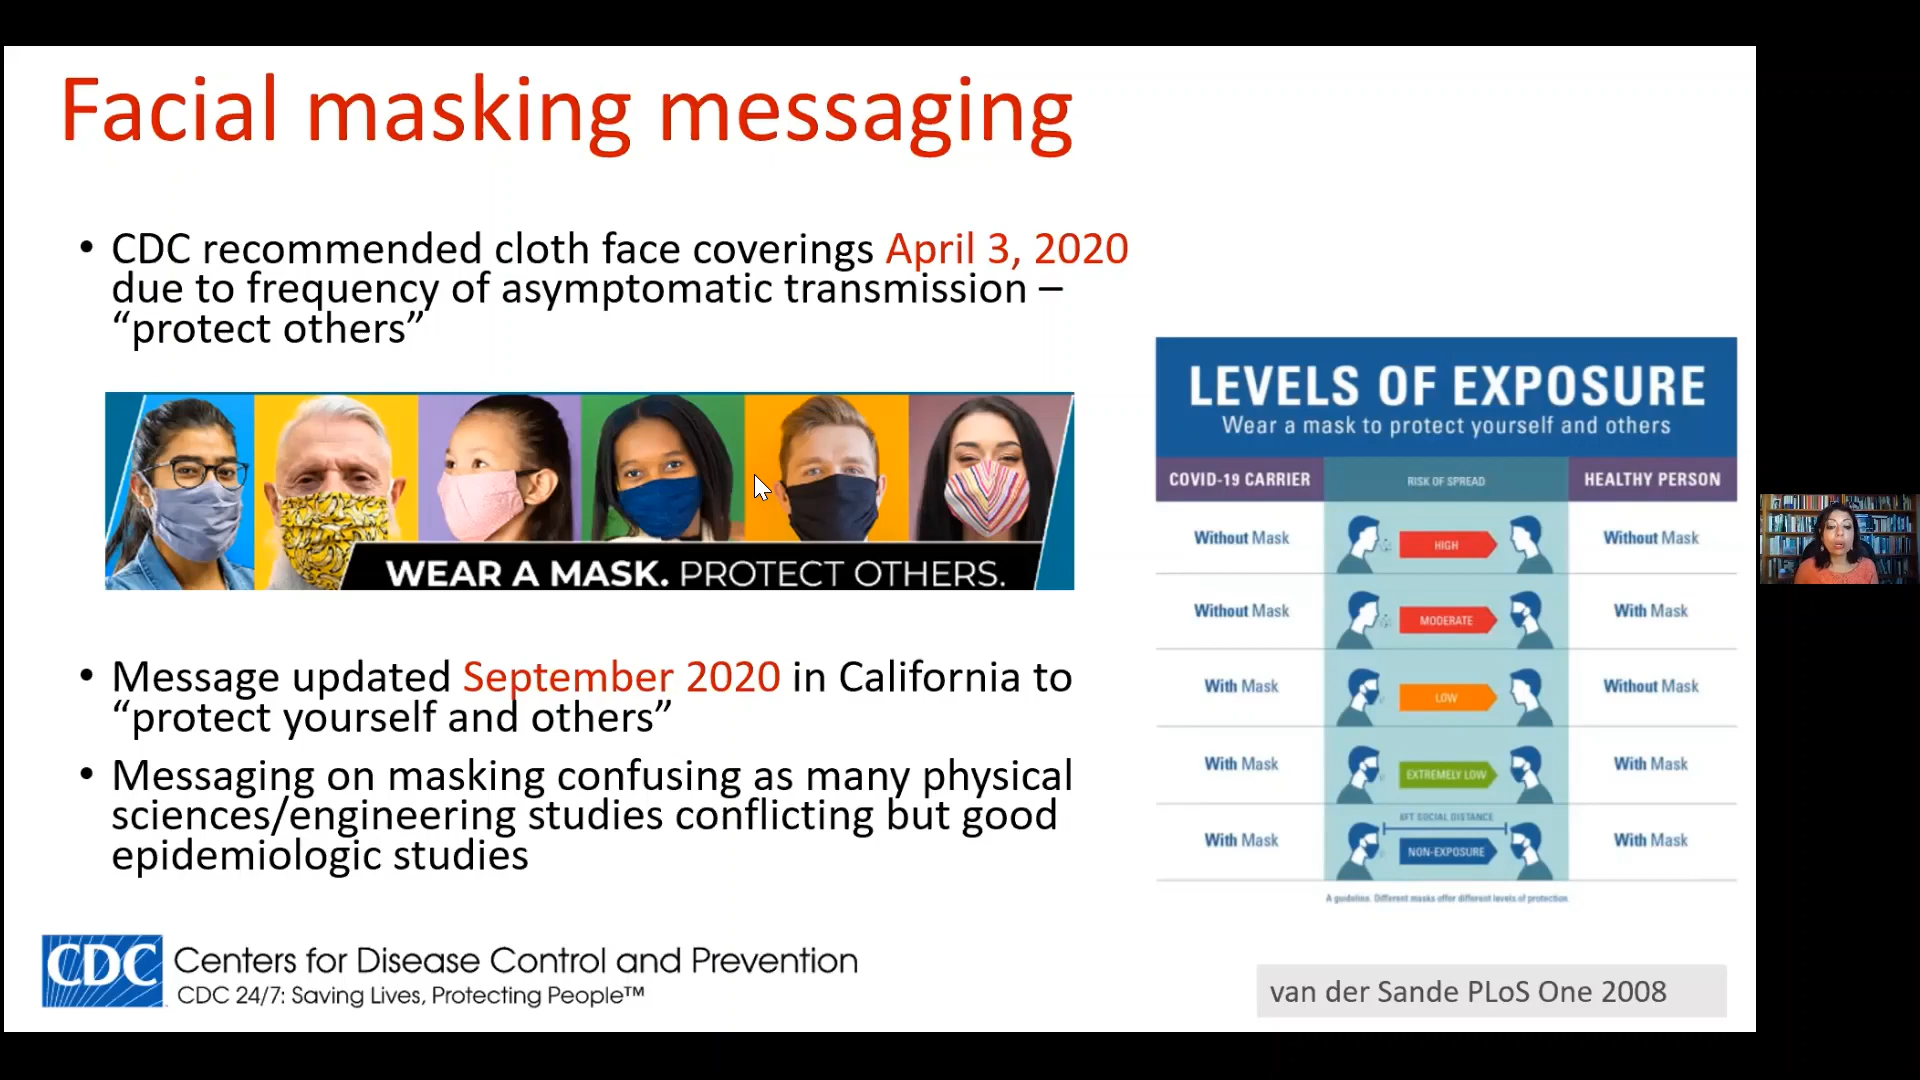 Facial masking messaging
• CDC recommended cloth face coverings April 3, 2020
due to frequency of asymptomatic transmission –
“protect others”
WEAR A MASK. PROTECT OTHERS.
• Message updated September 2020 in California to
“protect yourself and others”
• Messaging on masking confusing as many physical
sciences/engineering studies conflicting but good
epidemiologic studies
LEVELS OF EXPOSURE
Wear a mask to protect yourself and others
COVID-19 CARRIER RISK OF SPREAD HEALTHY PERSON
Without Mask HIGH Without Mask
Without Mask MODERATE With Mask
With Mask LOW Without Mask
With Mask EXTREMELY LOW With Mask
6FT SOCIAL DISTANCE
With Mask NON-EXPOSURE With Mask
A guideline. Different masks offer different levels of protection.
CDC Centers for Disease Control and Prevention
CDC 24/7: Saving Lives, Protecting People™
van der Sande PLoS One 2008